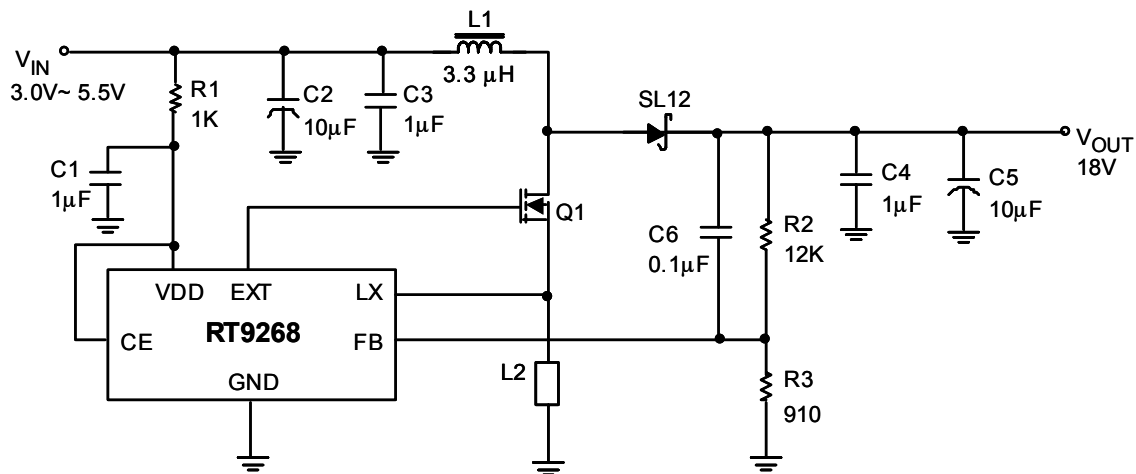 L1
3.3 µH
VIN
3.0V~ 5.5V
R1
1K
C2
10µF
C3
1µF
SL12
VOUT
18V
C1
1µF
C4
1µF
C5
10µF
Q1
R2
12K
C6
0.1µF
VDD EXT LX
RT9268
CE FB
GND
L2
R3
910